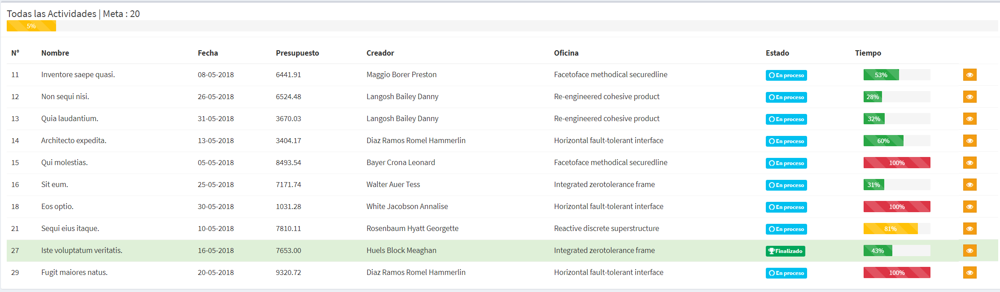 Todas las Actividades | Meta : 20
5%
N° Nombre Fecha Presupuesto Creador Oficina Estado Tiempo
11 Inventore saepe quasi. 08-05-2018 6441.91 Maggio Borer Preston Facetoface methodical securedline En proceso 53%
12 Non sequi nisi. 26-05-2018 6524.48 Langosh Bailey Danny Re-engineered cohesive product En proceso 28%
13 Quia laudantium. 31-05-2018 3670.03 Langosh Bailey Danny Re-engineered cohesive product En proceso 32%
14 Architecto expedita. 13-05-2018 3404.17 Diaz Ramos Romel Hammerlin Horizontal fault-tolerant interface En proceso 60%
15 Qui molestias. 05-05-2018 8493.54 Bayer Crona Leonard Facetoface methodical securedline En proceso 100%
16 Sit eum. 25-05-2018 7171.74 Walter Auer Tess Integrated zerotolerance frame En proceso 31%
18 Eos optio. 30-05-2018 1031.28 White Jacobson Annalise Horizontal fault-tolerant interface En proceso 100%
21 Sequi eius itaque. 10-05-2018 7810.11 Rosenbaum Hyatt Georgette Reactive discrete superstructure En proceso 81%
27 Iste voluptatum veritatis. 16-05-2018 7653.00 Huels Block Meaghan Integrated zerotolerance frame Finalizado 43%
29 Fugit maiores natus. 20-05-2018 9320.72 Diaz Ramos Romel Hammerlin Horizontal fault-tolerant interface En proceso 100%